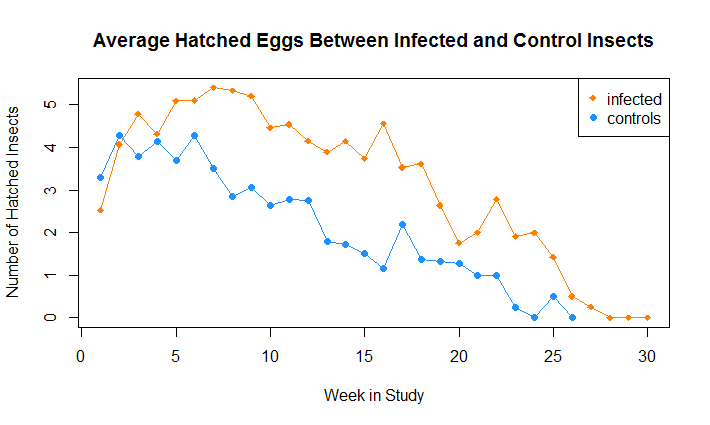 Average Hatched Eggs Between Infected and Control Insects
infected
controls
Number of Hatched Insects
5
4
3
2
1
0
0 5 10 15 20 25 30
Week in Study